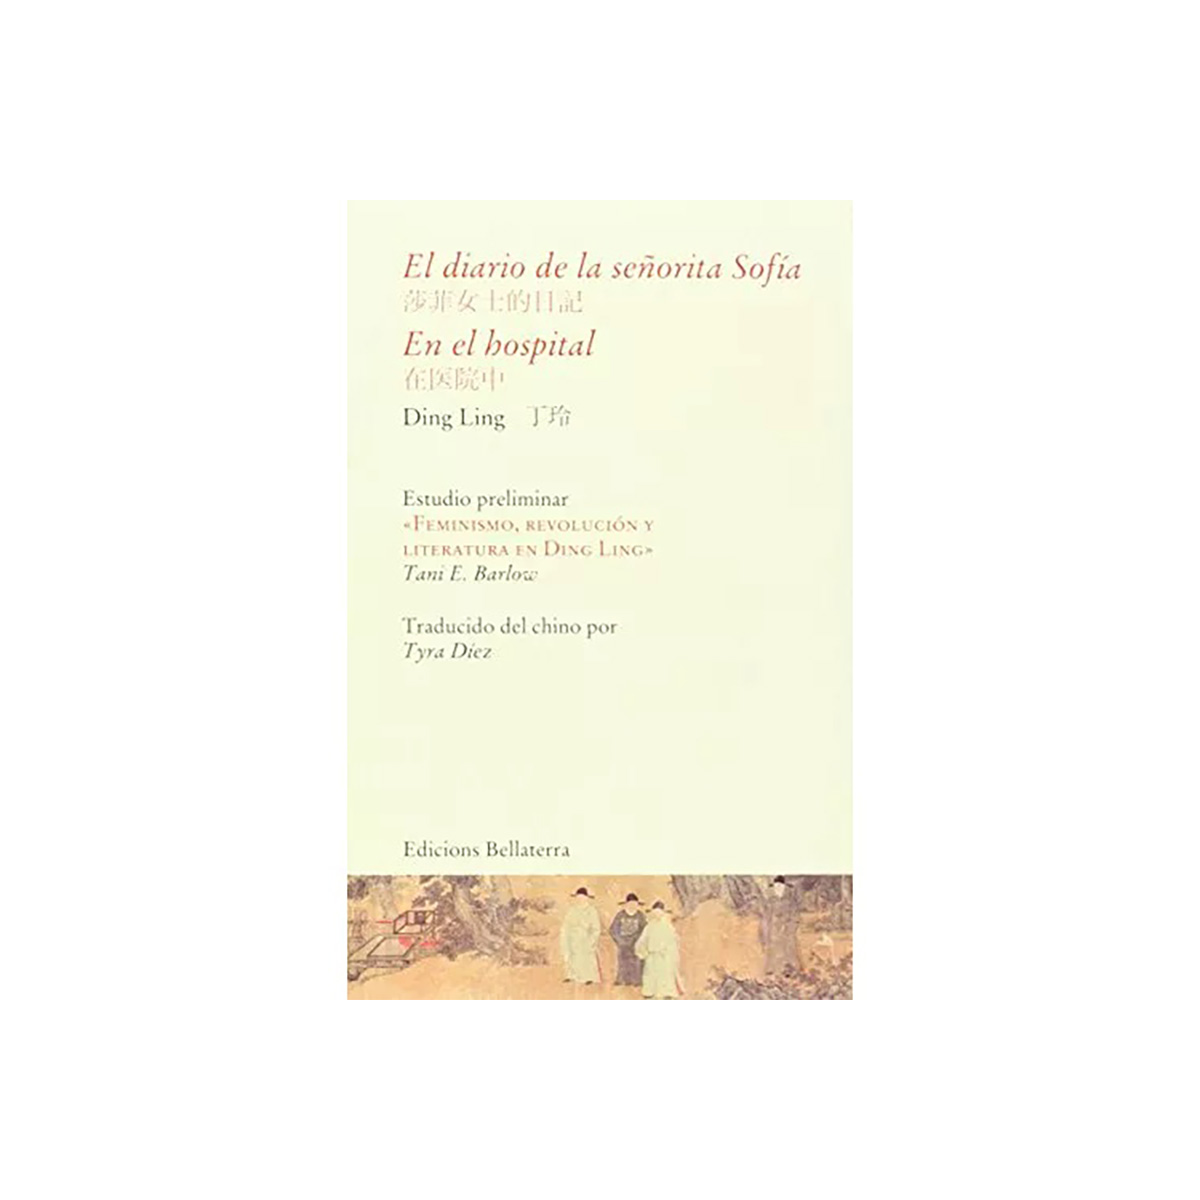 El diario de la señorita Sofía
莎菲女士的日記
En el hospital
在医院中
Ding Ling 丁玲
Estudio preliminar
«Feminismo, revolución y
literatura en Ding Ling»
Tani E. Barlow
Traducido del chino por
Tyra Díez
Edicions Bellaterra